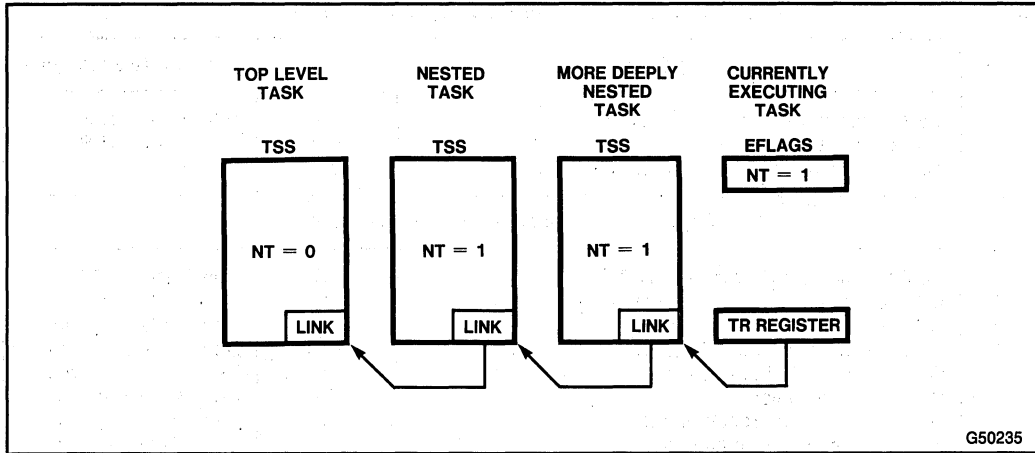 TOP LEVEL
TASK
NESTED
TASK
MORE DEEPLY
NESTED
TASK
CURRENTLY
EXECUTING
TASK
TSS
TSS
TSS
EFLAGS
NT = 1
NT = 0
NT = 1
NT = 1
LINK
LINK
LINK
TR REGISTER
G50235